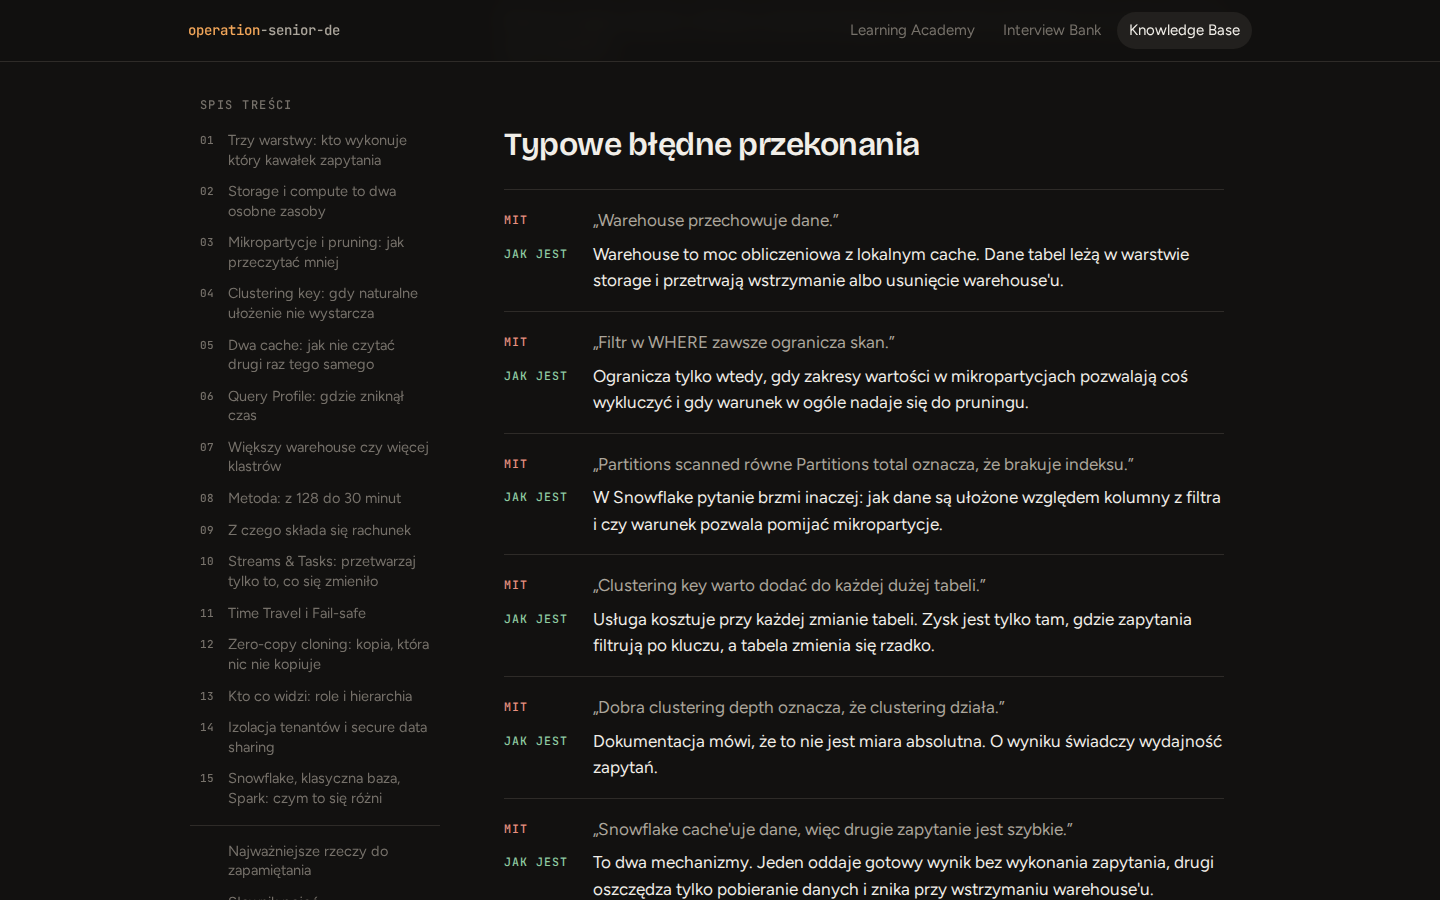 operation-senior-de
Learning Academy
Interview Bank
Knowledge Base
SPIS TREŚCI
01 Trzy warstwy: kto wykonuje
który kawałek zapytania
02 Storage i compute to dwa
osobne zasoby
03 Mikropartycje i pruning: jak
przeczytać mniej
04 Clustering key: gdy naturalne
ułożenie nie wystarcza
05 Dwa cache: jak nie czytać
drugi raz tego samego
06 Query Profile: gdzie zniknął
czas
07 Większy warehouse czy więcej
klastrów
08 Metoda: z 128 do 30 minut
09 Z czego składa się rachunek
10 Streams & Tasks: przetwarzaj
tylko to, co się zmieniło
11 Time Travel i Fail-safe
12 Zero-copy cloning: kopia, która
nic nie kopiuje
13 Kto co widzi: role i hierarchia
14 Izolacja tenantów i secure data
sharing
15 Snowflake, klasyczna baza,
Spark: czym to się różni
Najważniejsze rzeczy do
zapamiętania
Typowe błędne przekonania
MIT „Warehouse przechowuje dane.”
JAK JEST Warehouse to moc obliczeniowa z lokalnym cache. Dane tabel leżą w warstwie
storage i przetrwają wstrzymanie albo usunięcie warehouse'u.
MIT „Filtr w WHERE zawsze ogranicza skan.”
JAK JEST Ogranicza tylko wtedy, gdy zakresy wartości w mikropartycjach pozwalają coś
wykluczyć i gdy warunek w ogóle nadaje się do pruningu.
MIT „Partitions scanned równe Partitions total oznacza, że brakuje indeksu.”
JAK JEST W Snowflake pytanie brzmi inaczej: jak dane są ułożone względem kolumny z filtra
i czy warunek pozwala pomijać mikropartycje.
MIT „Clustering key warto dodać do każdej dużej tabeli.”
JAK JEST Usługa kosztuje przy każdej zmianie tabeli. Zysk jest tylko tam, gdzie zapytania
filtrują po kluczu, a tabela zmienia się rzadko.
MIT „Dobra clustering depth oznacza, że clustering działa.”
JAK JEST Dokumentacja mówi, że to nie jest miara absolutna. O wyniku świadczy wydajność
zapytań.
MIT „Snowflake cache'uje dane, więc drugie zapytanie jest szybkie.”
JAK JEST To dwa mechanizmy. Jeden oddaje gotowy wynik bez wykonania zapytania, drugi
oszczędza tylko pobieranie danych i znika przy wstrzymaniu warehouse'u.